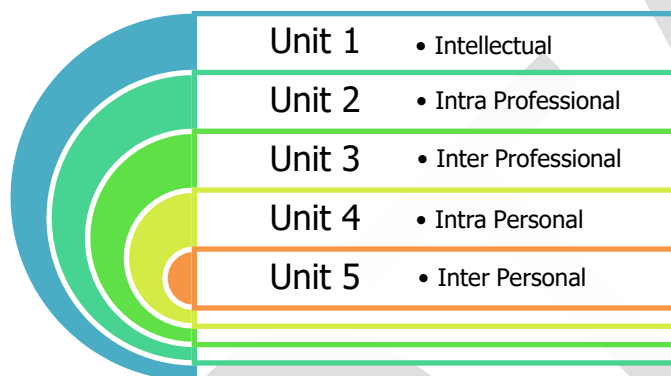 Unit 1 • Intellectual
Unit 2 • Intra Professional
Unit 3 • Inter Professional
Unit 4 • Intra Personal
Unit 5 • Inter Personal